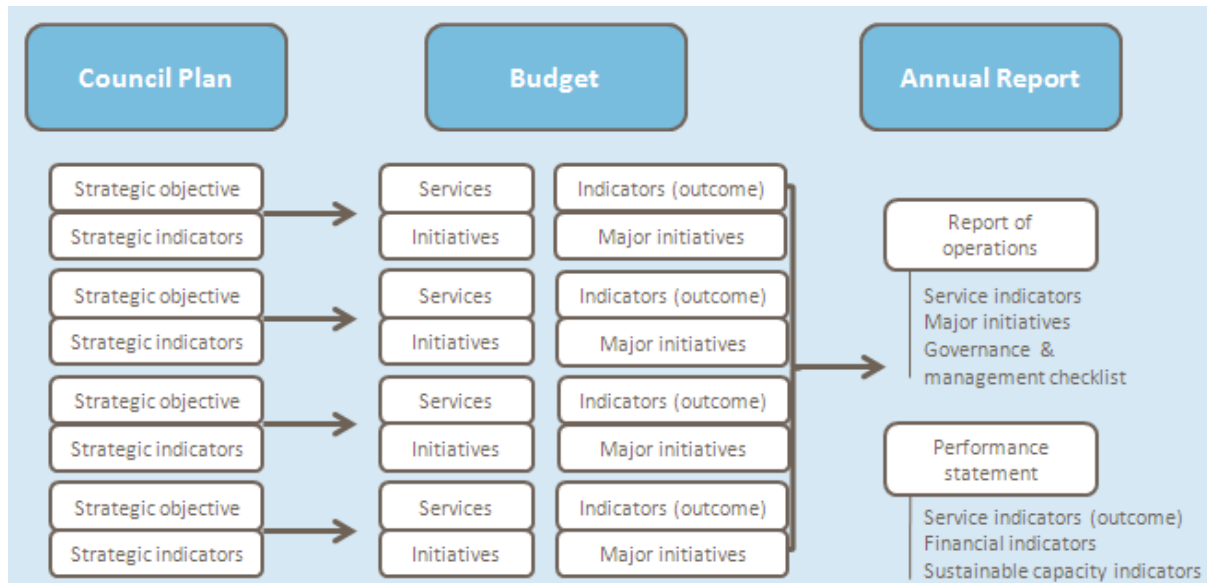 Council Plan
Budget
Annual Report
Strategic objective
Strategic indicators
Services
Initiatives
Indicators (outcome)
Major initiatives
Strategic objective
Strategic indicators
Services
Initiatives
Indicators (outcome)
Major initiatives
Strategic objective
Strategic indicators
Services
Initiatives
Indicators (outcome)
Major initiatives
Strategic objective
Strategic indicators
Services
Initiatives
Indicators (outcome)
Major initiatives
Report of
operations
Service indicators
Major initiatives
Governance &
management checklist
Performance
statement
Service indicators (outcome)
Financial indicators
Sustainable capacity indicators